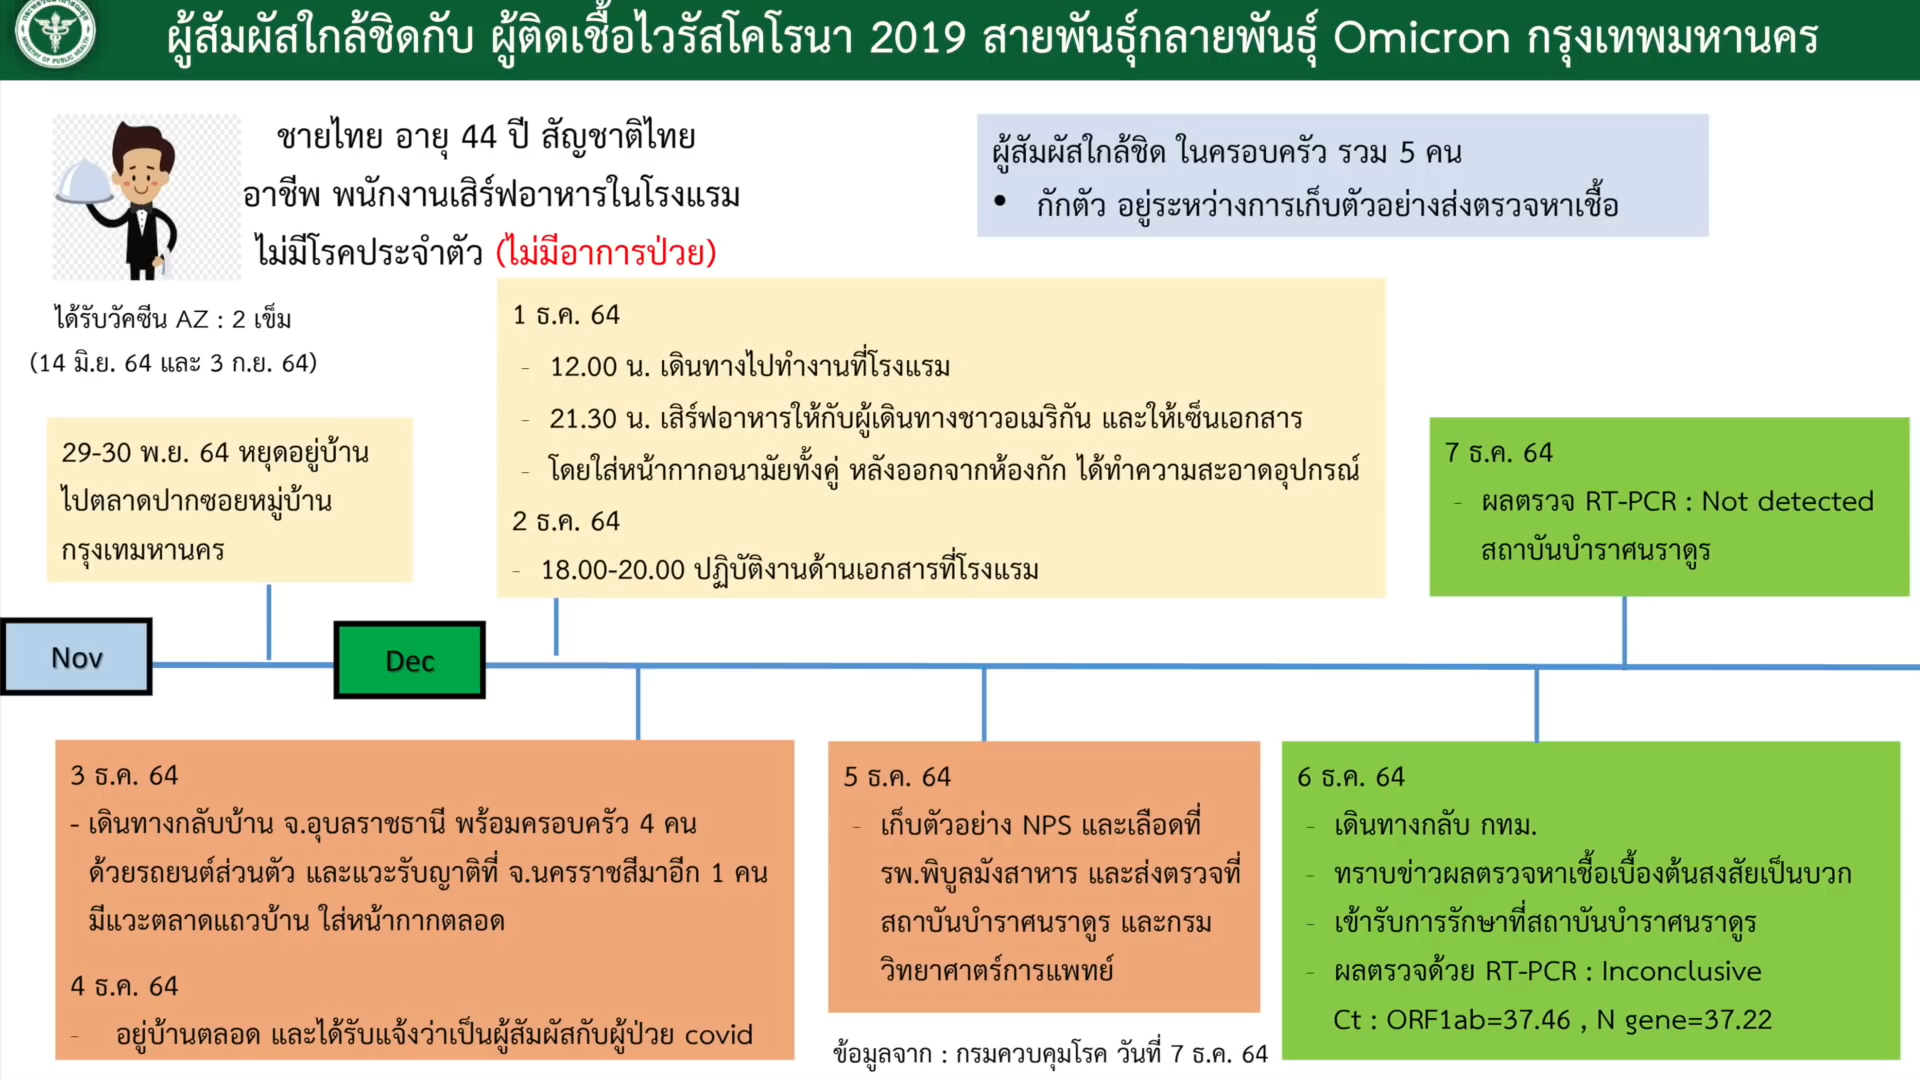 ผู้สัมผัสใกล้ชิดกับ ผู้ติดเชื้อไวรัสโคโรนา 2019 สายพันธุ์กลายพันธุ์ Omicron กรุงเทพมหานคร
MINISTRY OF PUBLIC HEALTH
ชายไทย อายุ 44 ปี สัญชาติไทย
อาชีพ พนักงานเสิร์ฟอาหารในโรงแรม
ไม่มีโรคประจำตัว (ไม่มีอาการป่วย)
ผู้สัมผัสใกล้ชิด ในครอบครัว รวม 5 คน
• กักตัว อยู่ระหว่างการเก็บตัวอย่างส่งตรวจหาเชื้อ
ได้รับวัคซีน AZ : 2 เข็ม
(14 มิ.ย. 64 และ 3 ก.ย. 64)
29-30 พ.ย. 64 หยุดอยู่บ้าน
ไปตลาดปากซอยหมู่บ้าน
กรุงเทมหานคร
1 ธ.ค. 64
- 12.00 น. เดินทางไปทำงานที่โรงแรม
- 21.30 น. เสิร์ฟอาหารให้กับผู้เดินทางชาวอเมริกัน และให้เซ็นเอกสาร
- โดยใส่หน้ากากอนามัยทั้งคู่ หลังออกจากห้องกัก ได้ทำความสะอาดอุปกรณ์
2 ธ.ค. 64
- 18.00-20.00 ปฏิบัติงานด้านเอกสารที่โรงแรม
7 ธ.ค. 64
- ผลตรวจ RT-PCR : Not detected
สถาบันบำราศนราดูร
Nov
Dec
3 ธ.ค. 64
- เดินทางกลับบ้าน จ.อุบลราชธานี พร้อมครอบครัว 4 คน
ด้วยรถยนต์ส่วนตัว และแวะรับญาติที่ จ.นครราชสีมาอีก 1 คน
มีแวะตลาดแถวบ้าน ใส่หน้ากากตลอด
4 ธ.ค. 64
- อยู่บ้านตลอด และได้รับแจ้งว่าเป็นผู้สัมผัสกับผู้ป่วย covid
5 ธ.ค. 64
- เก็บตัวอย่าง NPS และเลือดที่
รพ.พิบูลมังสาหาร และส่งตรวจที่
สถาบันบำราศนราดูร และกรม
วิทยาศาตร์การแพทย์
6 ธ.ค. 64
- เดินทางกลับ กทม.
- ทราบข่าวผลตรวจหาเชื้อเบื้องต้นสงสัยเป็นบวก
- เข้ารับการรักษาที่สถาบันบำราศนราดูร
- ผลตรวจด้วย RT-PCR : Inconclusive
Ct : ORF1ab=37.46 , N gene=37.22
ข้อมูลจาก : กรมควบคุมโรค วันที่ 7 ธ.ค. 64